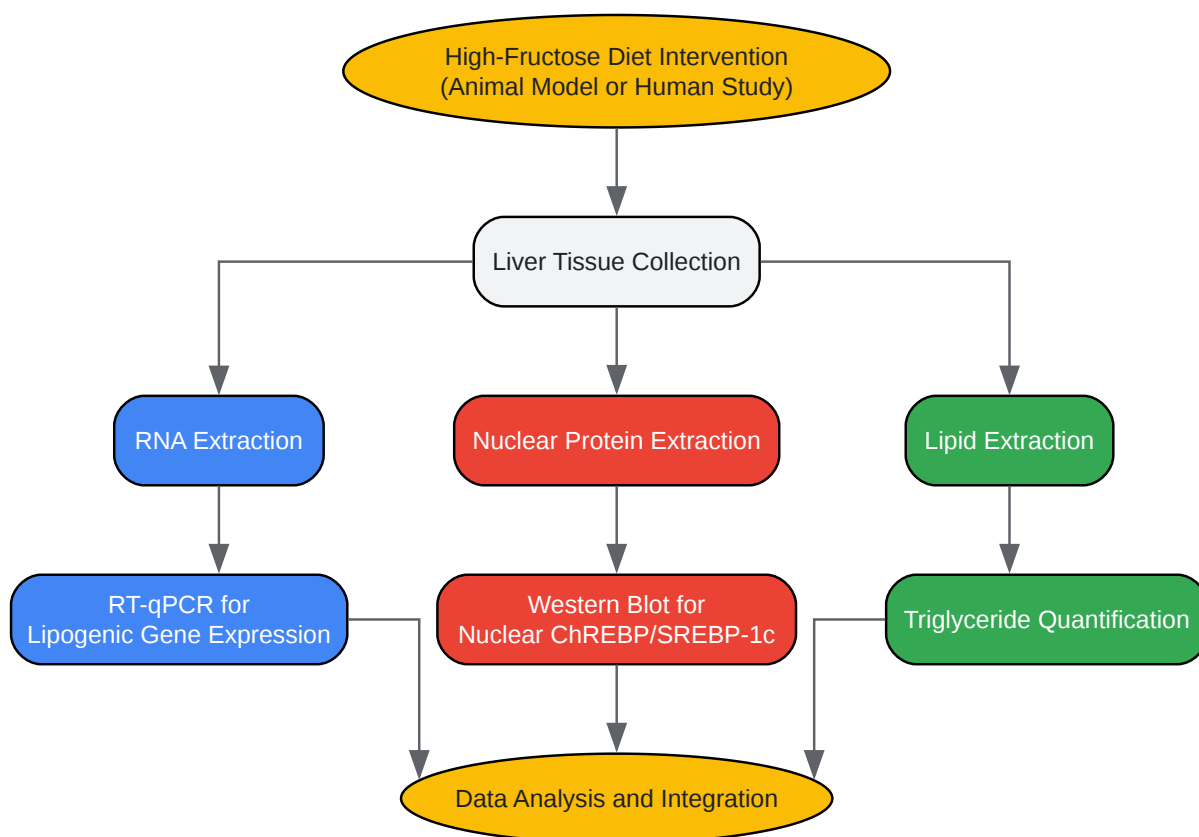 High-Fructose Diet Intervention
(Animal Model or Human Study)
Liver Tissue Collection
RNA Extraction
Nuclear Protein Extraction
Lipid Extraction
RT-qPCR for
Lipogenic Gene Expression
Western Blot for
Nuclear ChREBP/SREBP-1c
Triglyceride Quantification
Data Analysis and Integration